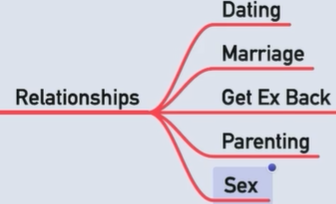 Dating
Marriage
Relationships
Get Ex Back
Parenting
Sex